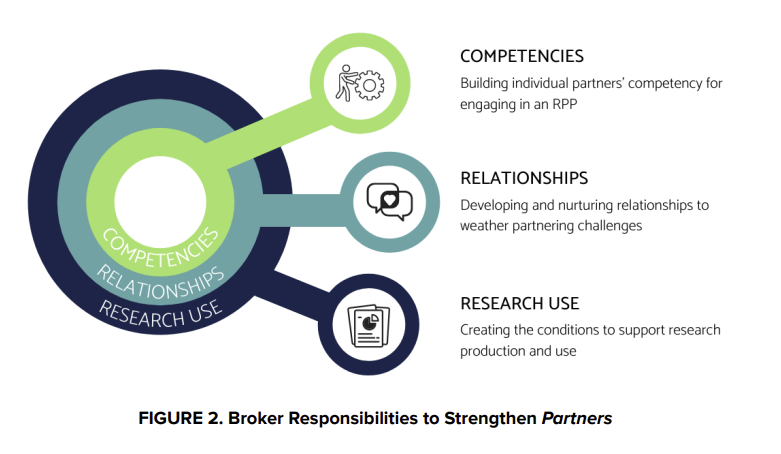 COMPETENCIES
RELATIONSHIPS
RESEARCH USE
COMPETENCIES
Building individual partners' competency for
engaging in an RPP
RELATIONSHIPS
Developing and nurturing relationships to
weather partnering challenges
RESEARCH USE
Creating the conditions to support research
production and use
FIGURE 2. Broker Responsibilities to Strengthen Partners